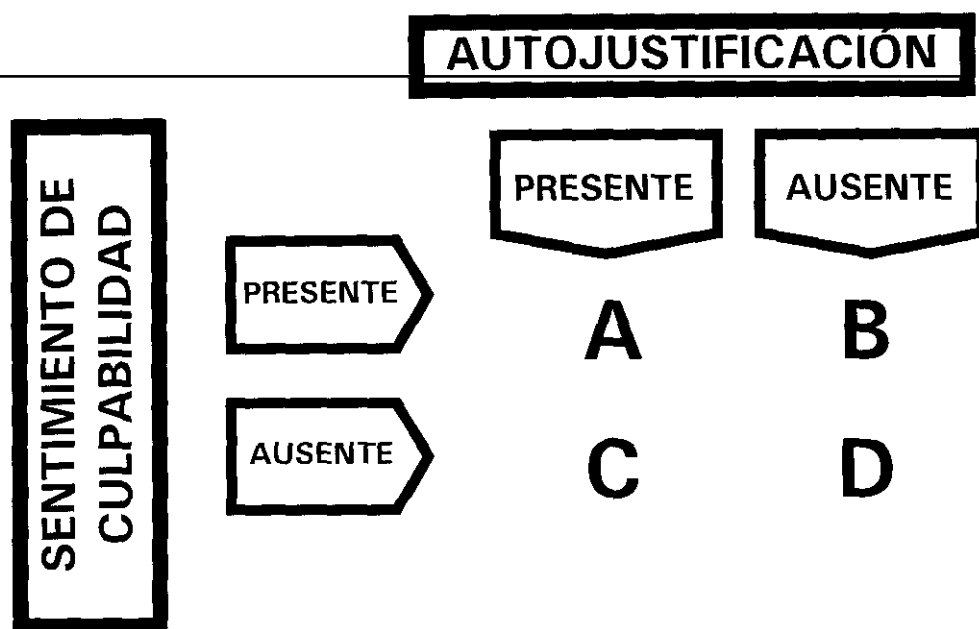 AUTOJUSTIFICACIÓN
PRESENTE AUSENTE
SENTIMIENTO DE
CULPABILIDAD
PRESENTE A B
AUSENTE C D